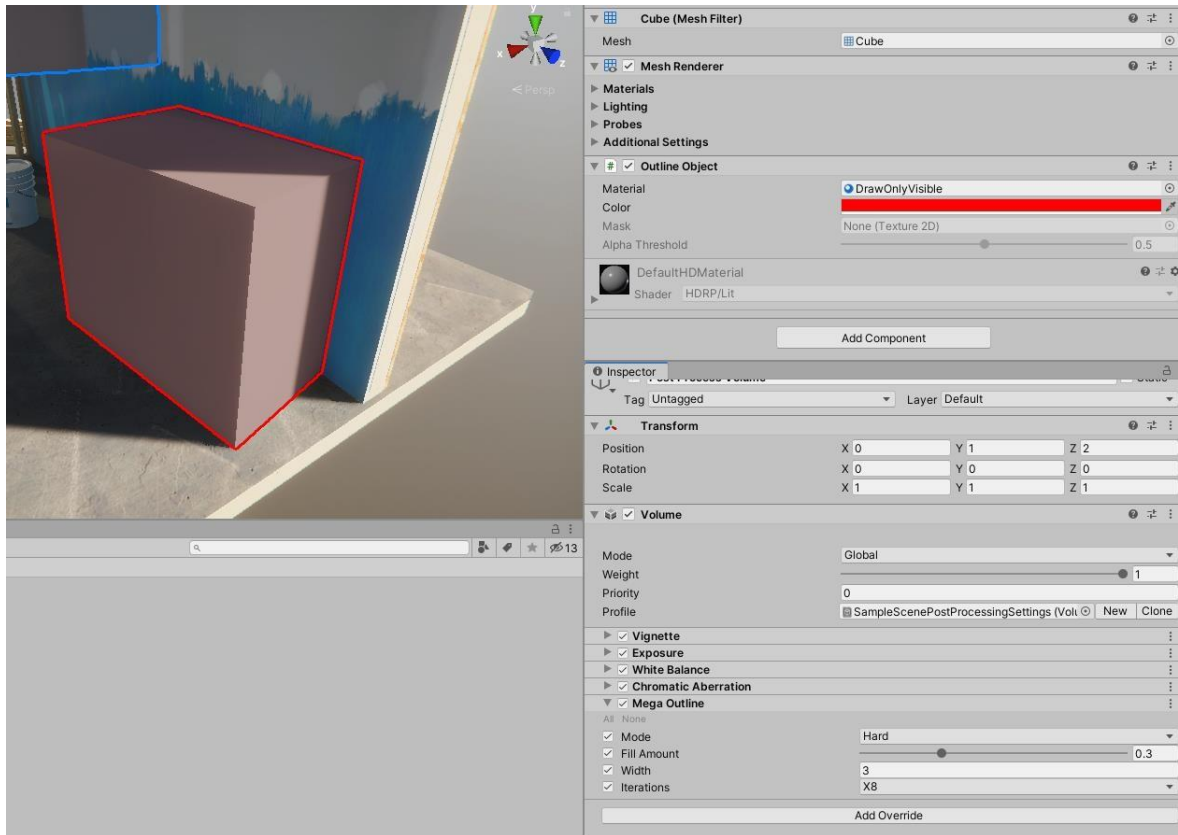 y
x
z
Persp
13
Cube (Mesh Filter)
Mesh Cube
Mesh Renderer
Materials
Lighting
Probes
Additional Settings
# Outline Object
Material DrawOnlyVisible
Color
Mask None (Texture 2D)
Alpha Threshold 0.5
DefaultHDMaterial
Shader HDRP/Lit
Add Component
Inspector
Tag Untagged Layer Default
Transform
Position X 0 Y 1 Z 2
Rotation X 0 Y 0 Z 0
Scale X 1 Y 1 Z 1
Volume
Mode Global
Weight 1
Priority 0
Profile SampleScenePostProcessingSettings (Volu New Clone
Vignette
Exposure
White Balance
Chromatic Aberration
Mega Outline
All None
Mode Hard
Fill Amount 0.3
Width 3
Iterations X8
Add Override